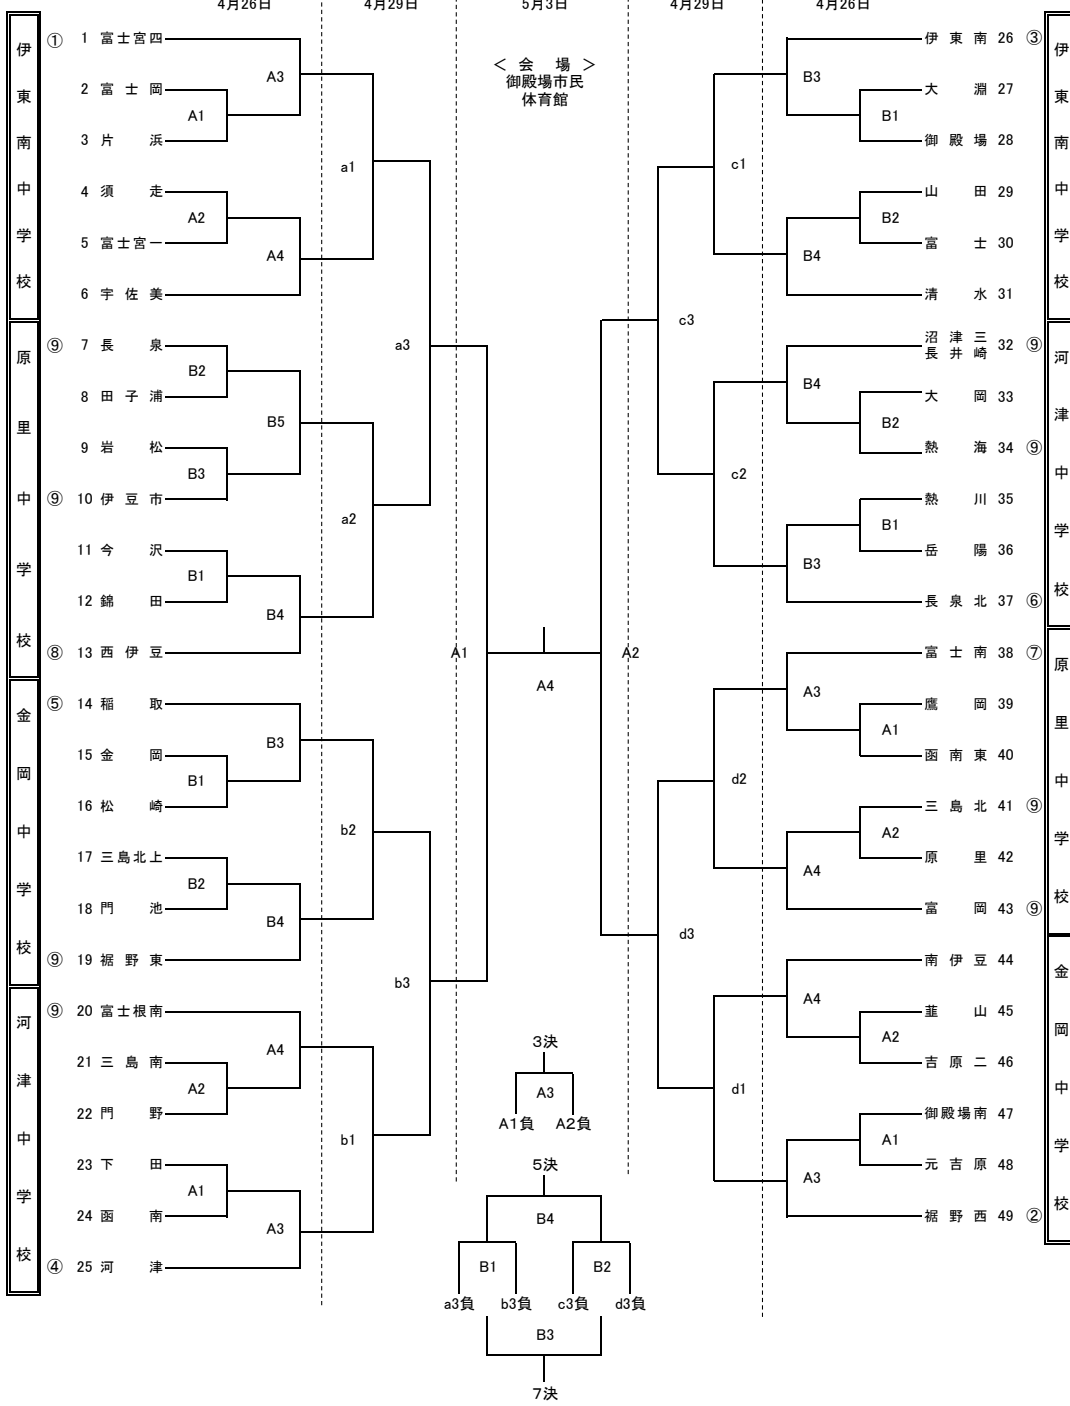 4月26日 4月29日 5月3日 4月29日 4月26日
＜ 会 場 ＞
御殿場市民
体育館
伊東南中学校
① 1 富士宮四
2 富士岡
3 片浜
4 須走
5 富士宮一
6 宇佐美
A3
A1
A2
A4
a1
原里中学校
⑨ 7 長泉
8 田子浦
9 岩松
⑨ 10 伊豆市
11 今沢
12 錦田
⑧ 13 西伊豆
B2
B5
B3
B1
B4
a2
a3
金岡中学校
⑤ 14 稲取
15 金岡
16 松崎
17 三島北上
18 門池
⑨ 19 裾野東
B3
B1
B2
B4
b2
河津中学校
⑨ 20 富士根南
21 三島南
22 門野
23 下田
24 函南
④ 25 河津
A4
A2
A1
A3
b1
b3
A1
A4
A2
伊東南中学校
伊東南 26 ③
大淵 27
御殿場 28
山田 29
富士 30
清水 31
B3
B1
B2
B4
c1
c3
河津中学校
沼津三
長井崎 32 ⑨
大岡 33
熱海 34 ⑨
熱川 35
岳陽 36
長泉北 37 ⑥
B4
B2
B1
B3
c2
原里中学校
富士南 38 ⑦
鷹岡 39
函南東 40
三島北 41 ⑨
原里 42
富岡 43 ⑨
A3
A1
A2
A4
d2
d3
金岡中学校
南伊豆 44
韮山 45
吉原二 46
御殿場南 47
元吉原 48
裾野西 49 ②
A4
A2
A1
A3
d1
3決
A3
A1負 A2負
5決
B4
B1 B2
a3負 b3負 c3負 d3負
B3
7決